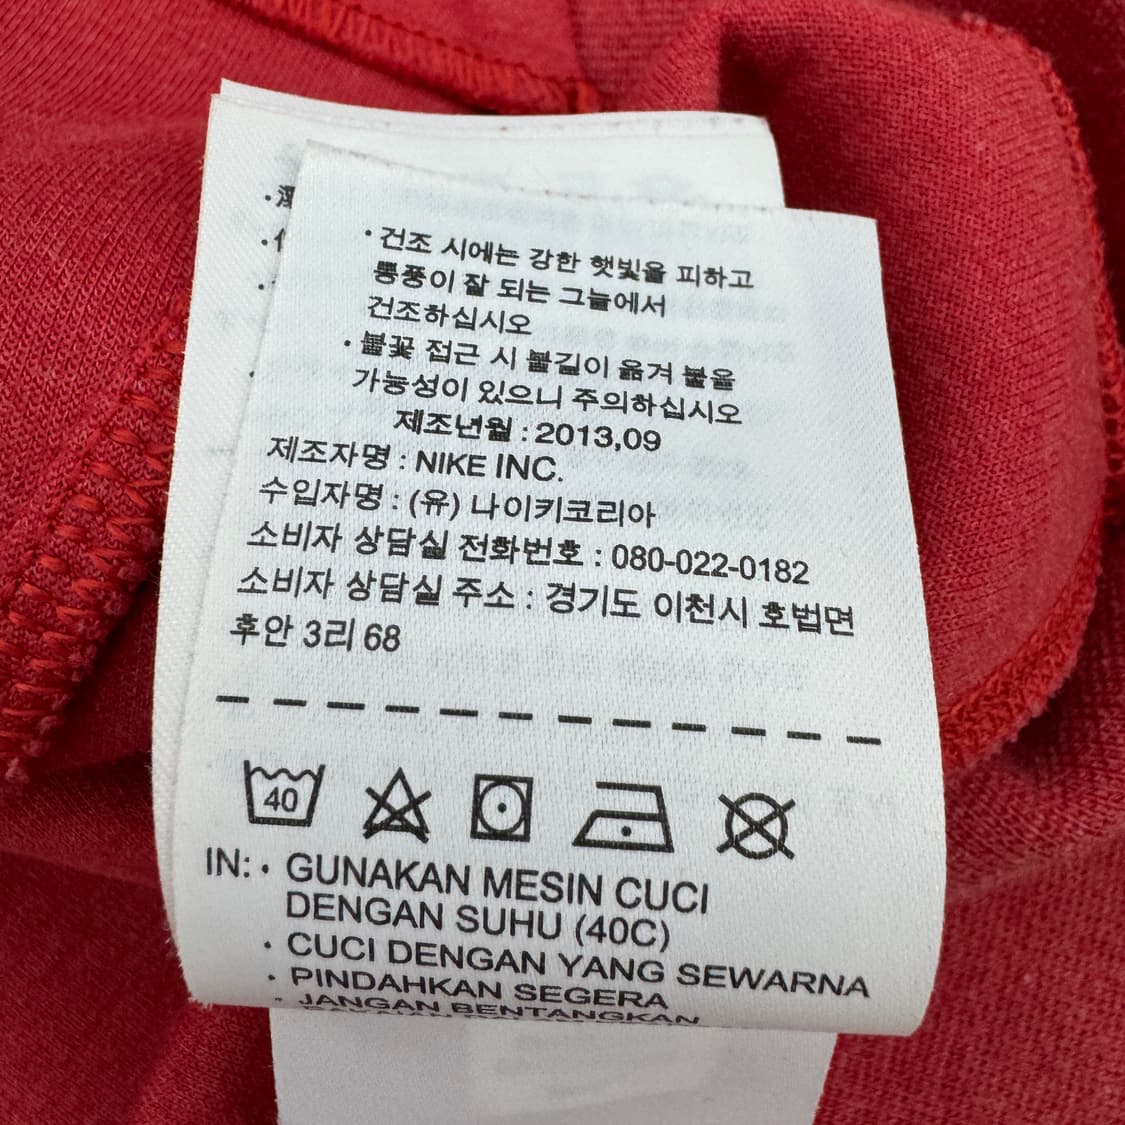 · 건조 시에는 강한 햇빛을 피하고
통풍이 잘 되는 그늘에서
건조하십시오
· 불꽃 접근 시 불길이 옮겨 붙을
가능성이 있으니 주의하십시오
제조년월 : 2013,09
제조자명 : NIKE INC.
수입자명 : (유) 나이키코리아
소비자 상담실 전화번호 : 080-022-0182
소비자 상담실 주소 : 경기도 이천시 호법면
후안 3리 68
40
IN: · GUNAKAN MESIN CUCI
DENGAN SUHU (40C)
· CUCI DENGAN YANG SEWARNA
· PINDAHKAN SEGERA
· JANGAN BENTANGKAN